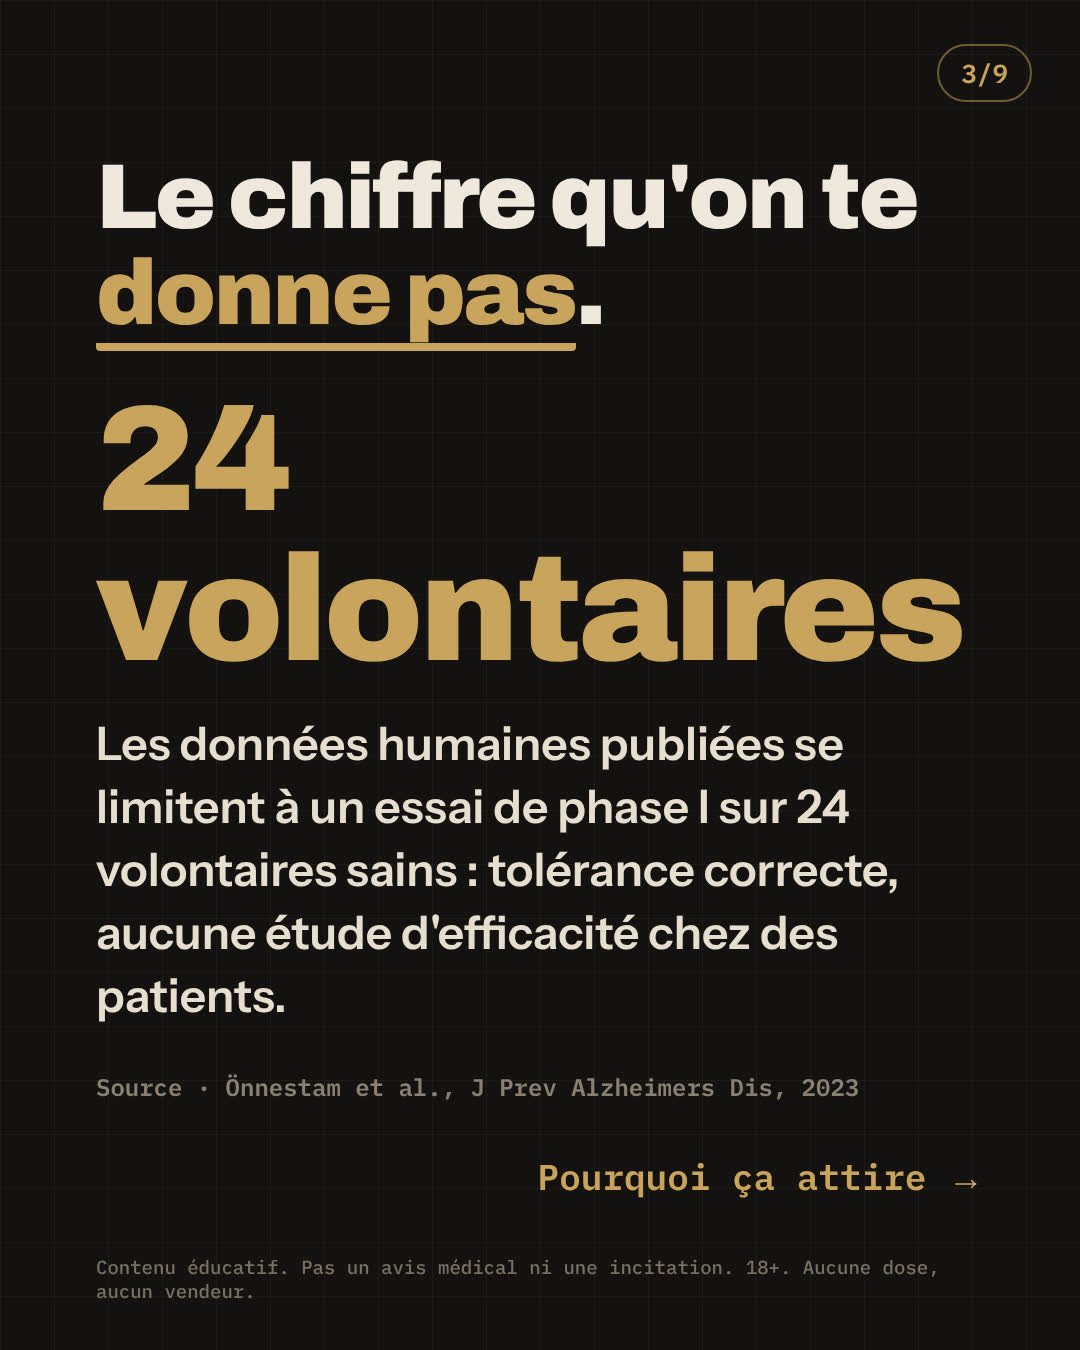 3/9
Le chiffre qu'on te
donne pas.
24
volontaires
Les données humaines publiées se
limitent à un essai de phase I sur 24
volontaires sains : tolérance correcte,
aucune étude d'efficacité chez des
patients.
Source · Önnestam et al., J Prev Alzheimers Dis, 2023
Pourquoi ça attire →
Contenu éducatif. Pas un avis médical ni une incitation. 18+. Aucune dose,
aucun vendeur.